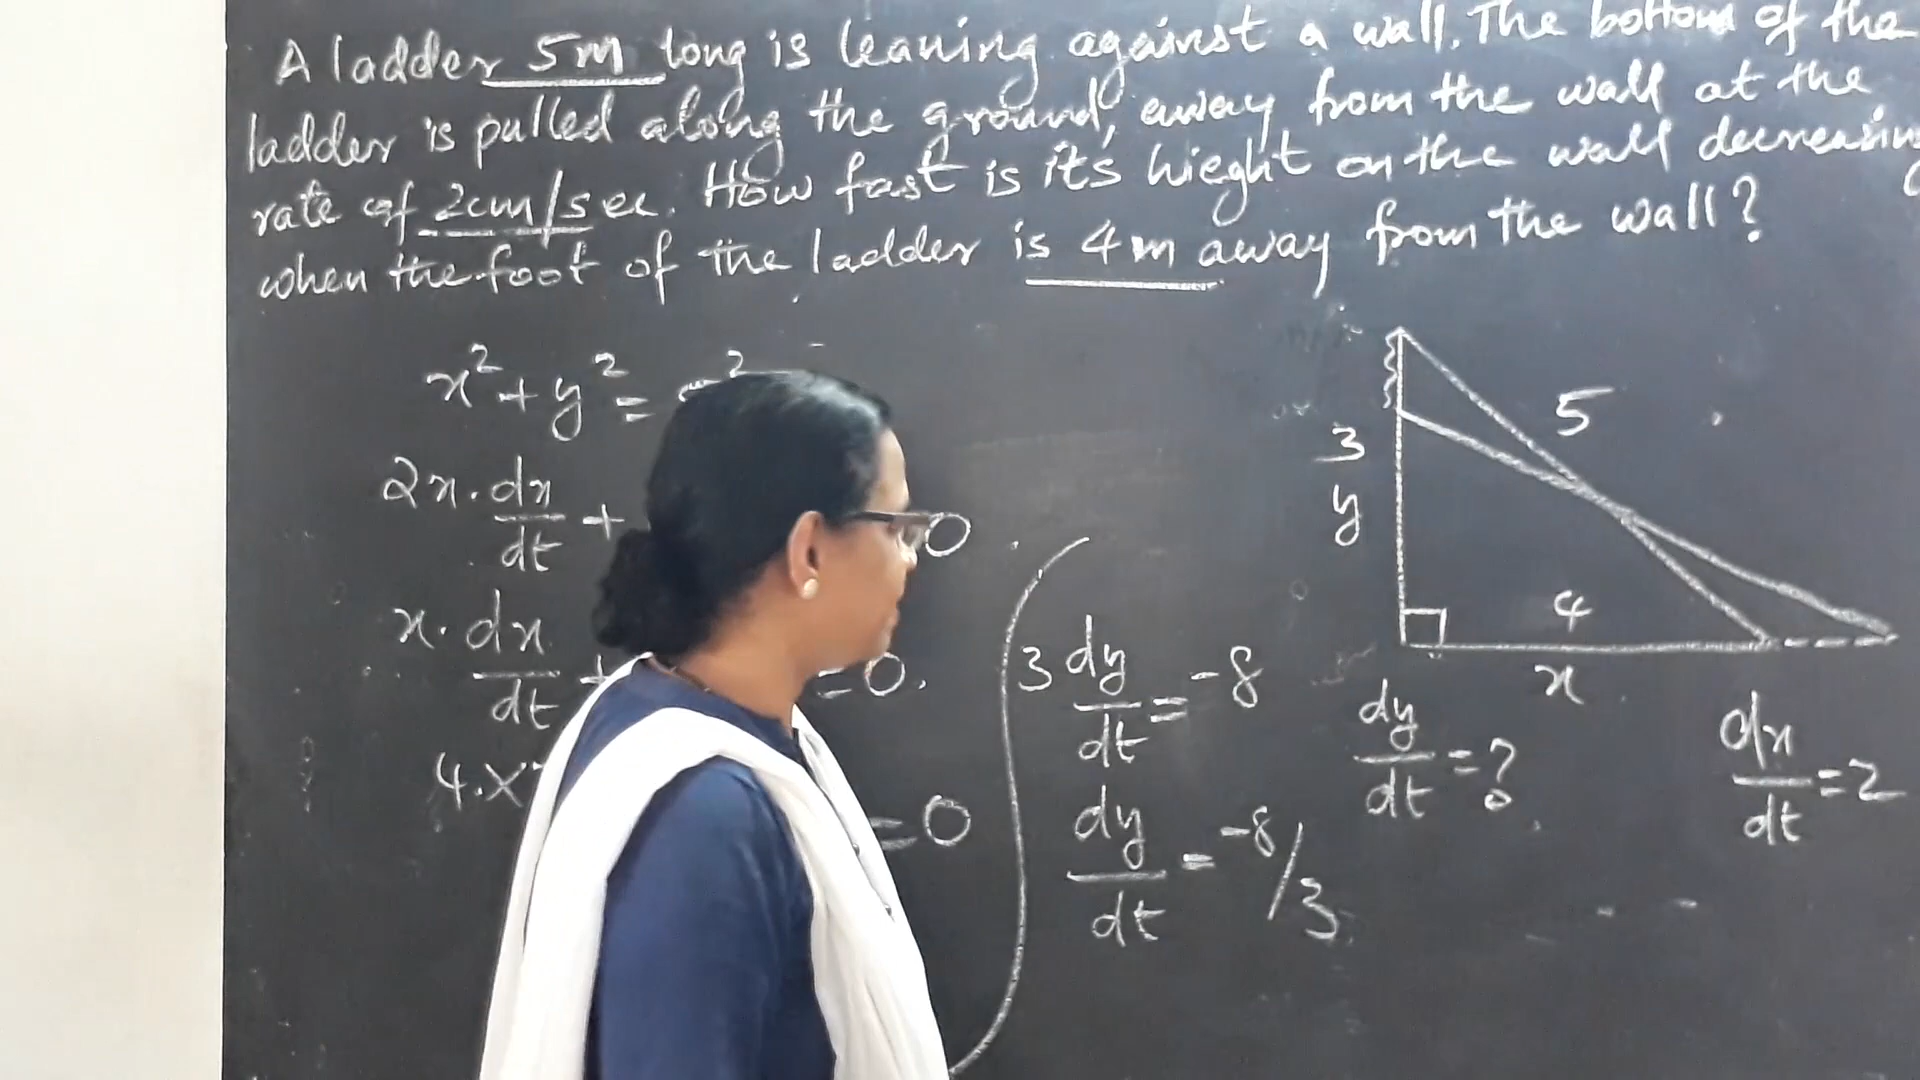 A ladder 5m long is leaning against a wall. The bottom of the
ladder is pulled along the ground, away from the wall at the
rate of 2cm/sec. How fast is it's hieght on the wall decreasing
when the foot of the ladder is 4m away from the wall?
x² + y² =
2x. dx/dt +
0
x. dx/dt +
=0.
4.x
=0
3 dy/dt = -8
dy/dt = -8/3
5
3
y
4
x
dy/dt = ?
dx/dt = 2